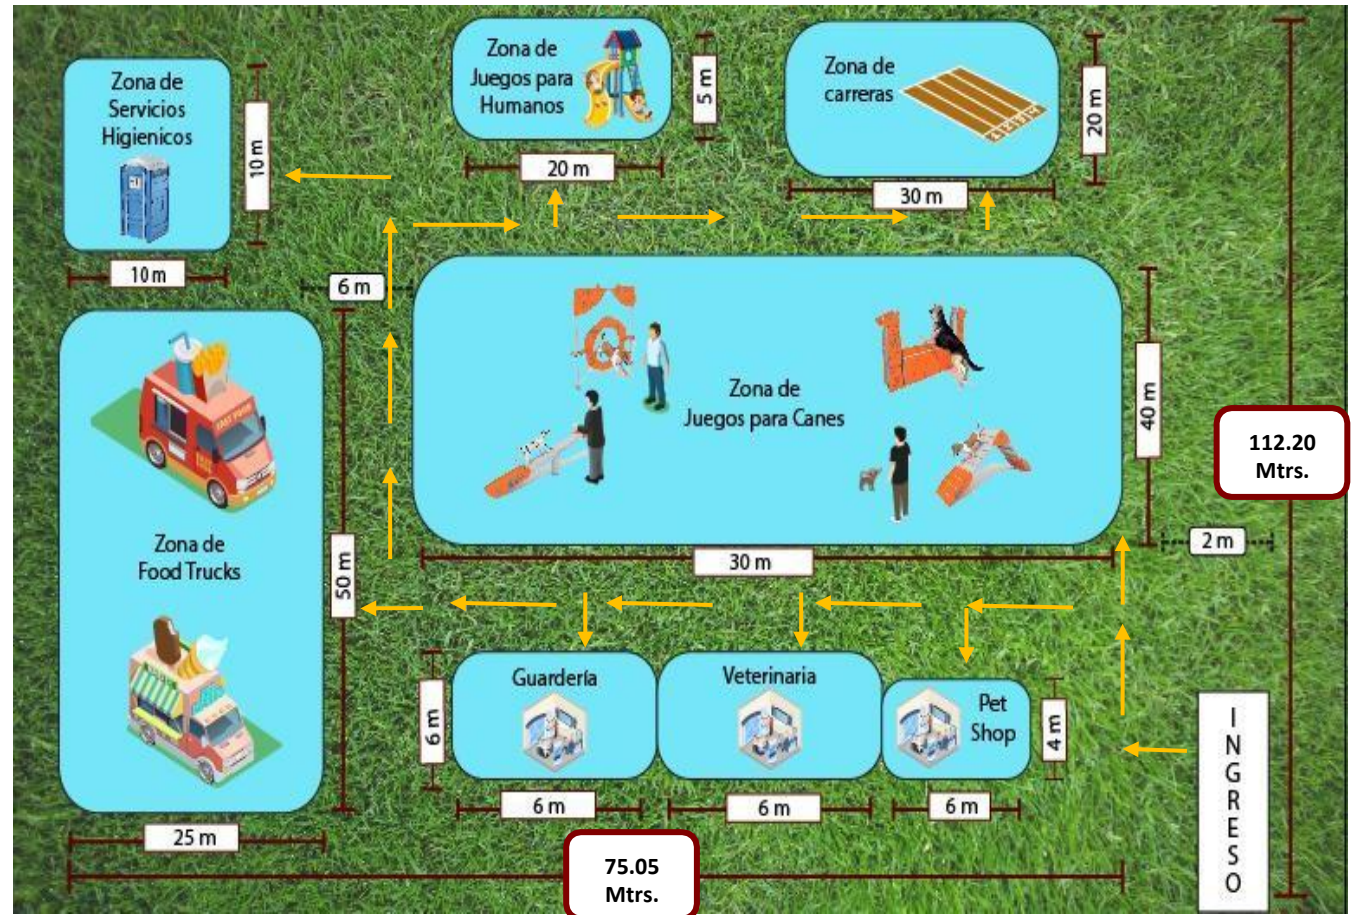 Zona de
Servicios
Higienicos
10 m
10 m
Zona de
Juegos para
Humanos
5 m
20 m
Zona de
carreras
20 m
30 m
6 m
Zona de
Juegos para Canes
40 m
30 m
2 m
112.20
Mtrs.
Zona de
Food Trucks
50 m
25 m
Guardería
6 m
6 m
Veterinaria
6 m
Pet
Shop
4 m
6 m
75.05
Mtrs.
I
N
G
R
E
S
O